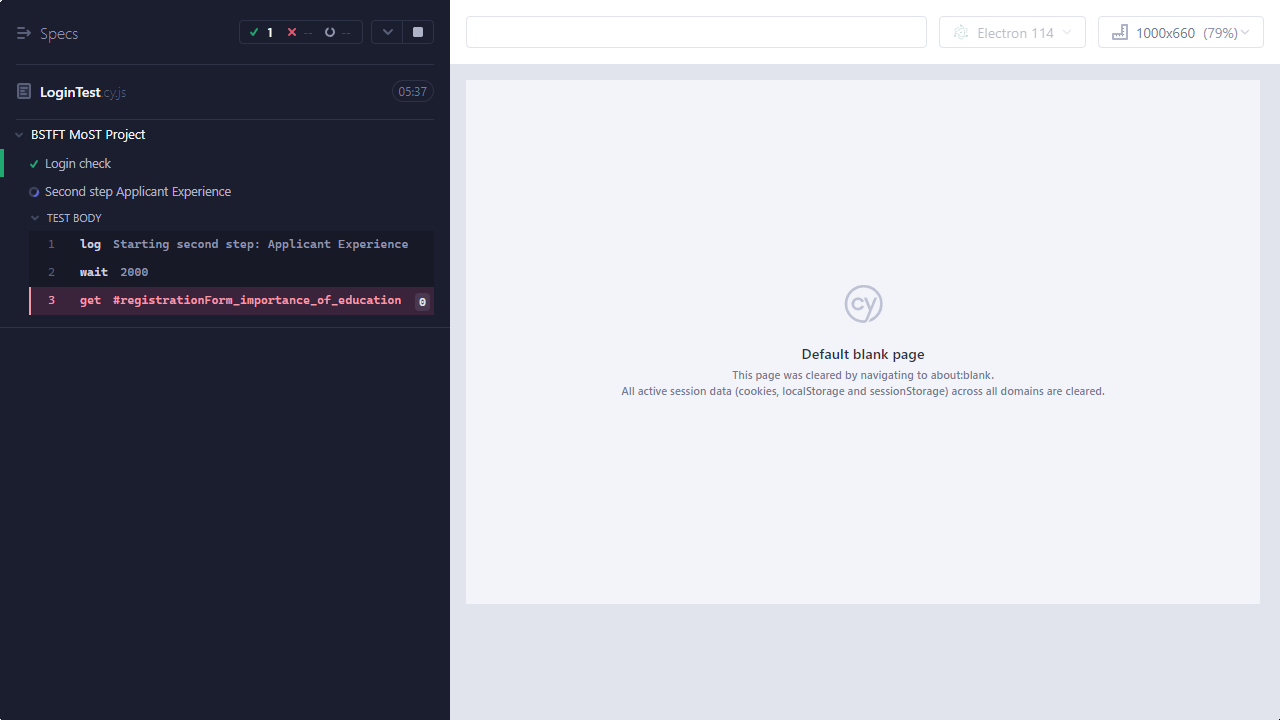 Specs
1 -- --
LoginTest.cy.js
05:37
BSTFT MoST Project
Login check
Second step Applicant Experience
TEST BODY
1 log Starting second step: Applicant Experience
2 wait 2000
3 get #registrationForm_importance_of_education 0
Electron 114
1000x660 (79%)
cy
Default blank page
This page was cleared by navigating to about:blank.
All active session data (cookies, localStorage and sessionStorage) across all domains are cleared.